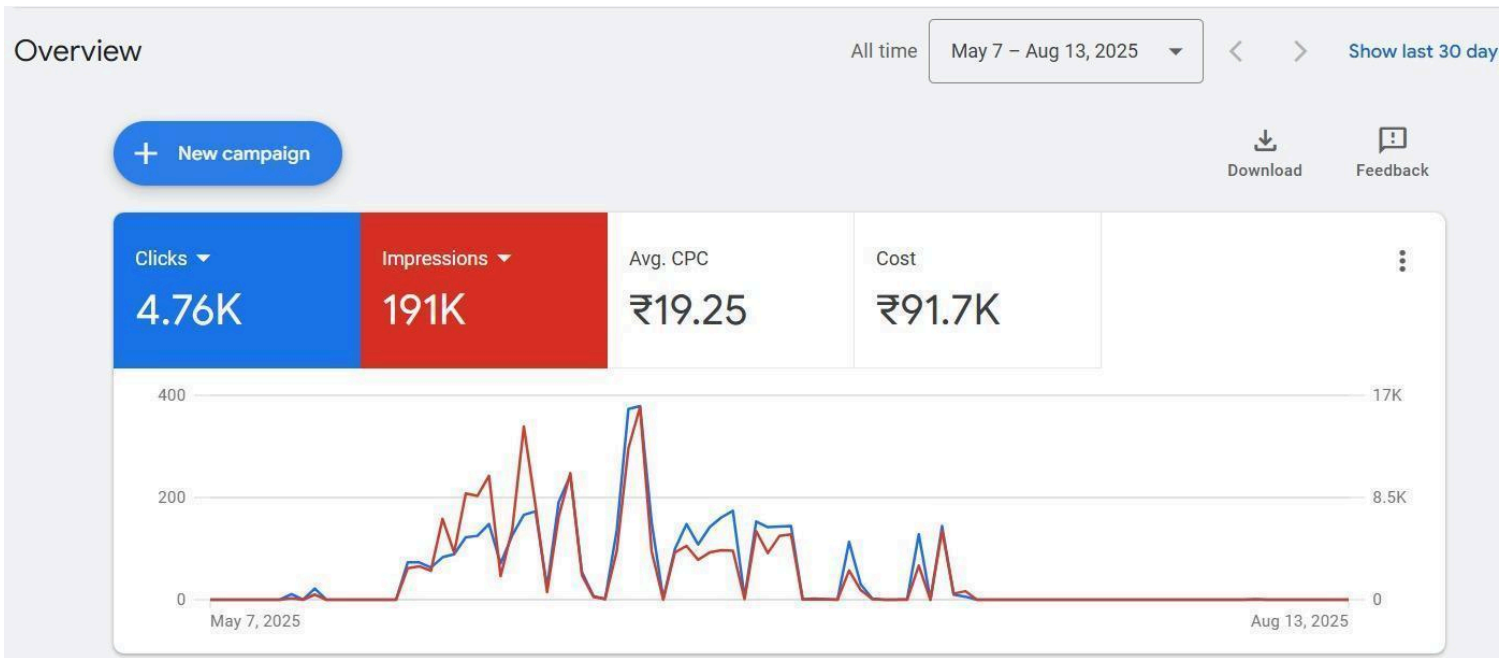 Overview
All time May 7 – Aug 13, 2025
Show last 30 day
+ New campaign
Download
Feedback
Clicks
4.76K
Impressions
191K
Avg. CPC
₹19.25
Cost
₹91.7K
400
17K
200
8.5K
0
0
May 7, 2025
Aug 13, 2025